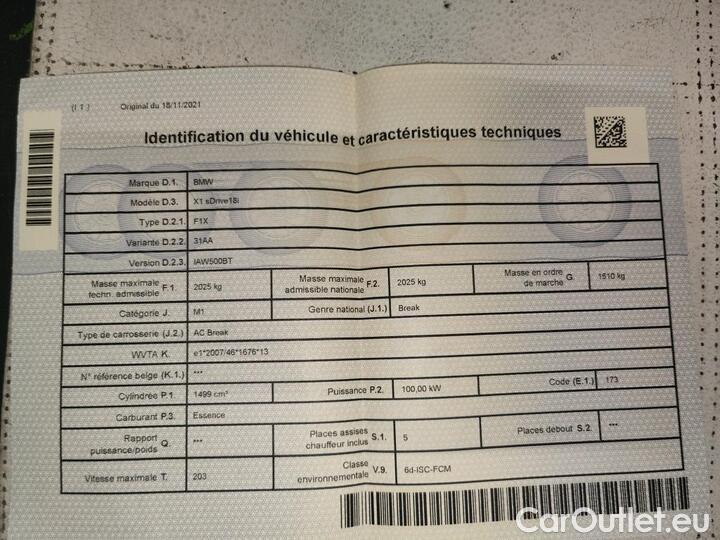 (I 1) Original du 18/11/2021
Identification du véhicule et caractéristiques techniques
Marque D.1. BMW
Modèle D.3. X1 sDrive18i
Type D.2.1. F1X
Variante D.2.2. 31AA
Version D.2.3. IAW500BT
Masse maximale techn. admissible F.1. 2025 kg Masse maximale admissible nationale F.2. 2025 kg Masse en ordre de marche G. 1510 kg
Catégorie J. M1 Genre national (J.1.) Break
Type de carrosserie (J.2.) AC Break
WVTA K. e1*2007/46*1676*13
N° référence belge (K.1.) ***
Cylindrée P.1. 1499 cm³ Puissance P.2. 100,00 kW Code (E.1.) 173
Carburant P.3. Essence
Rapport puissance/poids Q. *** Places assises chauffeur inclus S.1. 5 Places debout S.2. ***
Vitesse maximale T. 203 Classe environnementale V.9. 6d-ISC-FCM
CarOutlet.eu